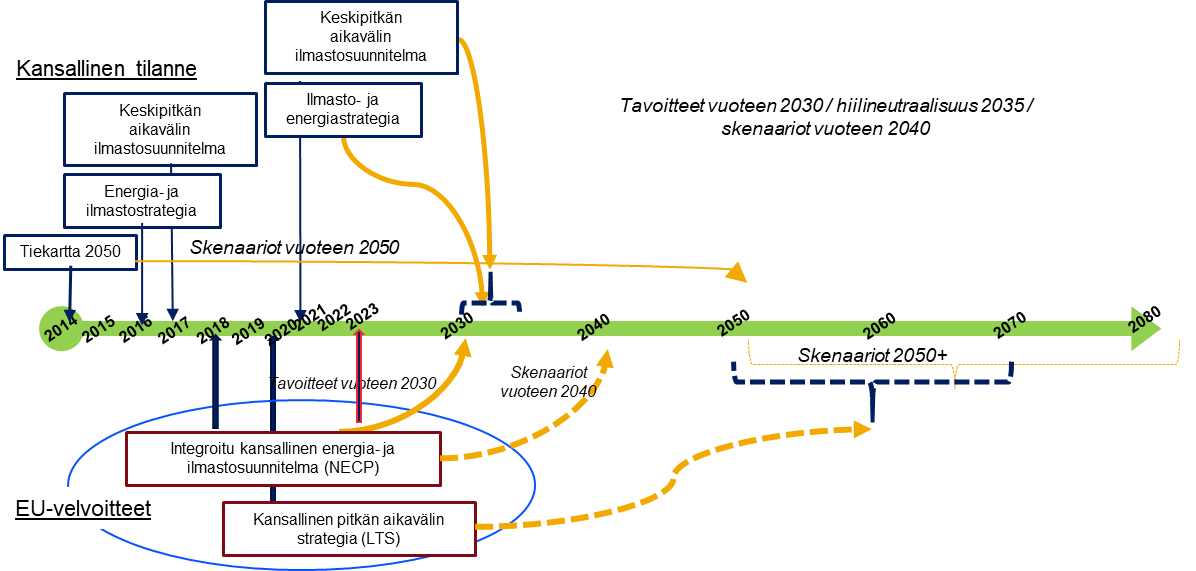 Keskipitkän
aikavälin
ilmastosuunnitelma
Kansallinen tilanne
Ilmasto- ja
energiastrategia
Tavoitteet vuoteen 2030 / hiilineutraalisuus 2035 /
skenaariot vuoteen 2040
Keskipitkän
aikavälin
ilmastosuunnitelma
Energia- ja
ilmastostrategia
Tiekartta 2050
Skenaariot vuoteen 2050
2014
2015
2016
2017
2018
2019
2020
2021
2022
2023
2030
2040
2050
2060
2070
2080
Skenaariot 2050+
Tavoitteet vuoteen 2030
Skenaariot
vuoteen 2040
Integroitu kansallinen energia- ja
ilmastosuunnitelma (NECP)
EU-velvoitteet
Kansallinen pitkän aikavälin
strategia (LTS)